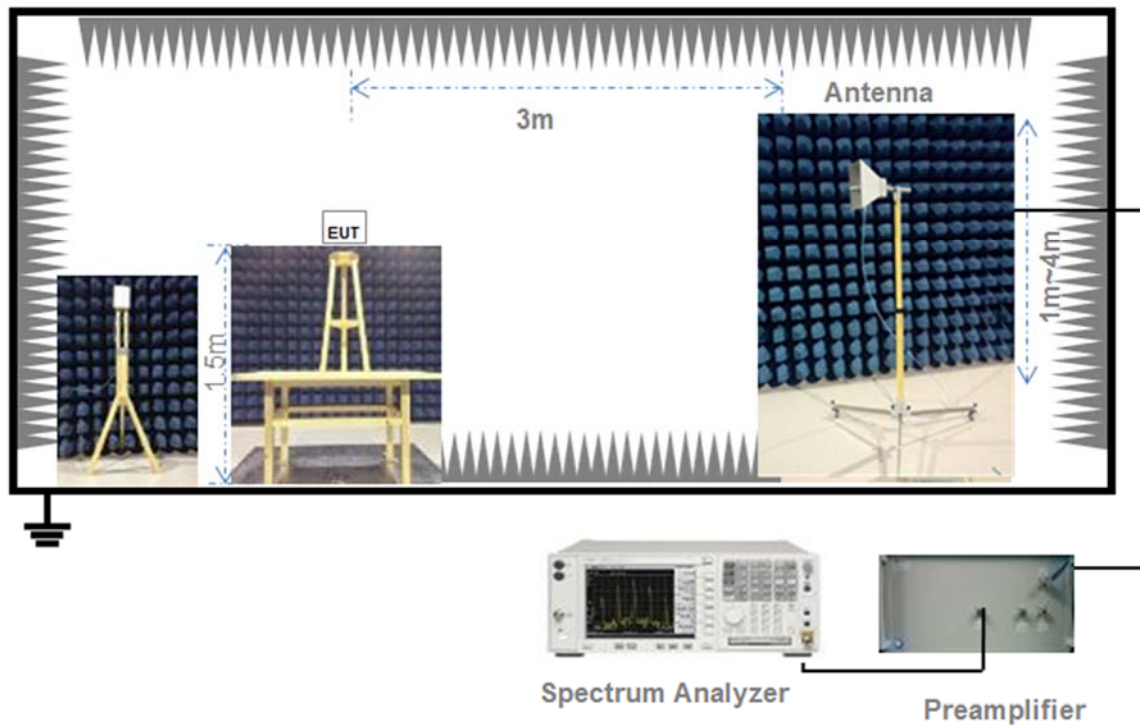 Antenna
3m
EUT
1.5m
1m~4m
Spectrum Analyzer
Preamplifier